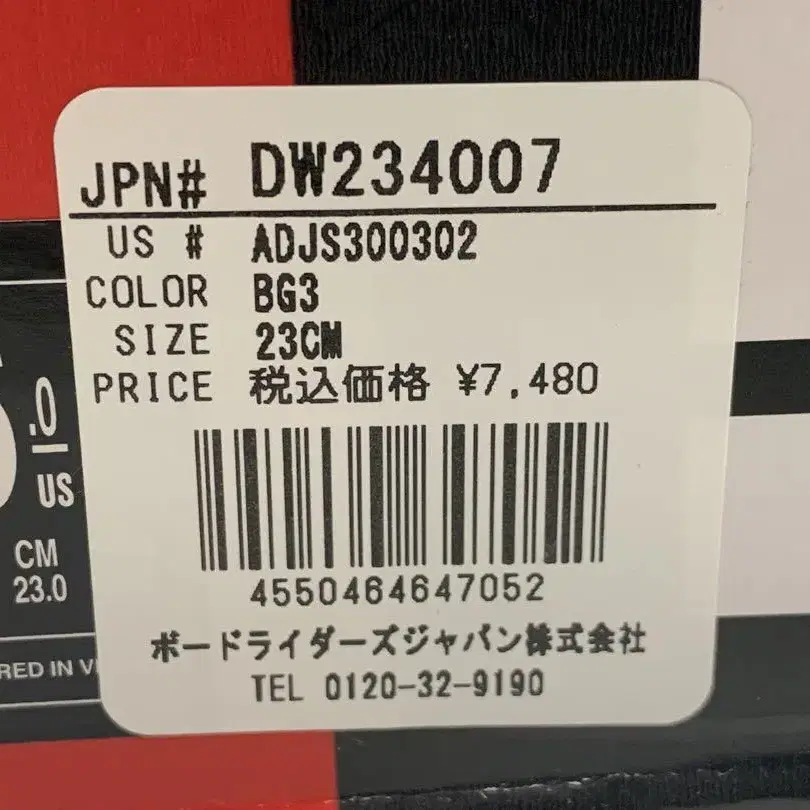 JPN# DW234007
US # ADJS300302
COLOR BG3
SIZE 23CM
PRICE 税込価格 ¥7,480
4550464647052
ボードライダーズジャパン株式会社
TEL 0120-32-9190
.0
US
CM
23.0
IN